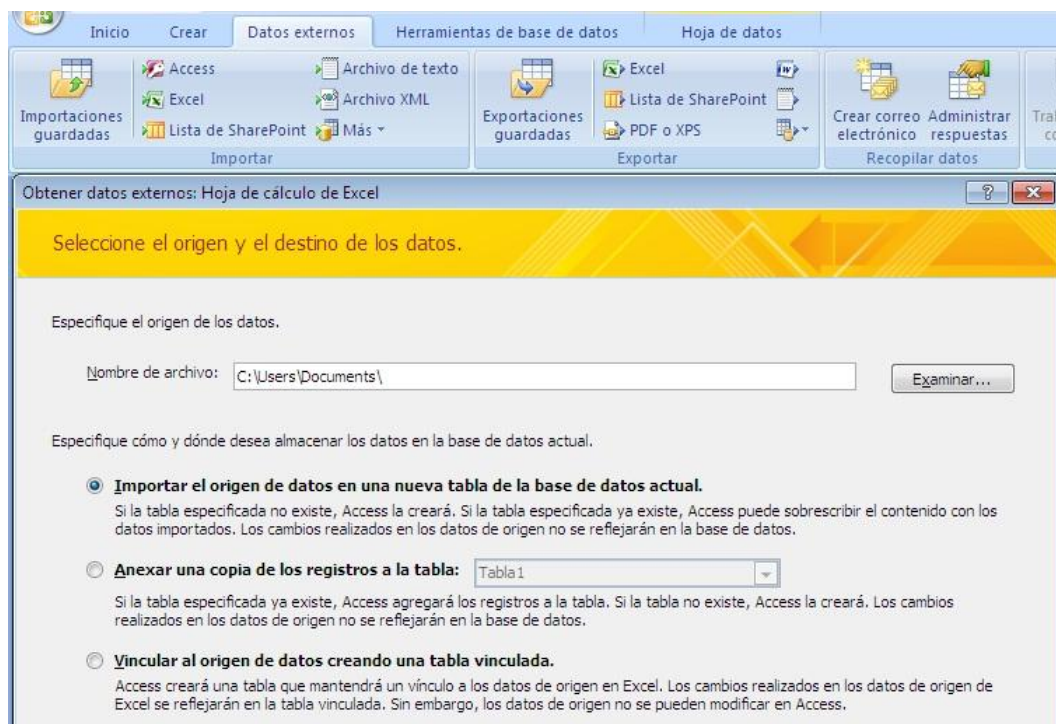 Inicio Crear Datos externos Herramientas de base de datos Hoja de datos
Importaciones guardadas
Access
Excel
Lista de SharePoint
Archivo de texto
Archivo XML
Más
Importar
Exportaciones guardadas
Excel
Lista de SharePoint
PDF o XPS
Exportar
Crear correo electrónico
Administrar respuestas
Recopilar datos
Obtener datos externos: Hoja de cálculo de Excel
Seleccione el origen y el destino de los datos.
Especifique el origen de los datos.
Nombre de archivo: C:\Users\Documents\ Examinar...
Especifique cómo y dónde desea almacenar los datos en la base de datos actual.
Importar el origen de datos en una nueva tabla de la base de datos actual.
Si la tabla especificada no existe, Access la creará. Si la tabla especificada ya existe, Access puede sobrescribir el contenido con los
datos importados. Los cambios realizados en los datos de origen no se reflejarán en la base de datos.
Anexar una copia de los registros a la tabla: Tabla1
Si la tabla especificada ya existe, Access agregará los registros a la tabla. Si la tabla no existe, Access la creará. Los cambios
realizados en los datos de origen no se reflejarán en la base de datos.
Vincular al origen de datos creando una tabla vinculada.
Access creará una tabla que mantendrá un vínculo a los datos de origen en Excel. Los cambios realizados en los datos de origen de
Excel se reflejarán en la tabla vinculada. Sin embargo, los datos de origen no se pueden modificar en Access.